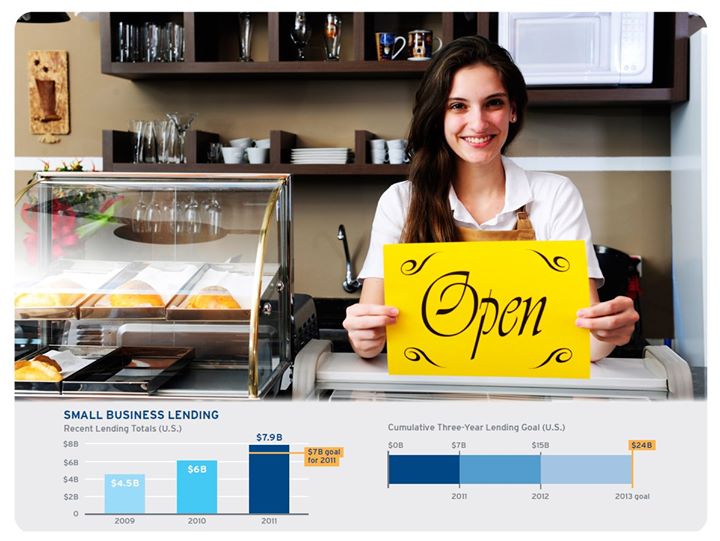 Open
SMALL BUSINESS LENDING
Recent Lending Totals (U.S.)
$8B
$6B
$4B
$2B
0
$4.5B
$6B
$7.9B
$7B goal
for 2011
2009
2010
2011
Cumulative Three-Year Lending Goal (U.S.)
$0B
$7B
$15B
$24B
2011
2012
2013 goal